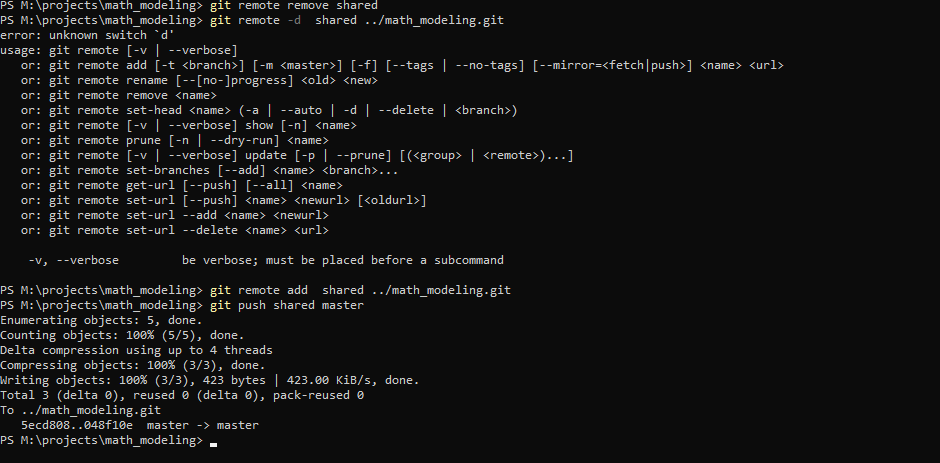 PS M:\projects\math_modeling> git remote remove shared
PS M:\projects\math_modeling> git remote -d  shared ../math_modeling.git
error: unknown switch `d'
usage: git remote [-v | --verbose]
   or: git remote add [-t <branch>] [-m <master>] [-f] [--tags | --no-tags] [--mirror=<fetch|push>] <name> <url>
   or: git remote rename [--[no-]progress] <old> <new>
   or: git remote remove <name>
   or: git remote set-head <name> (-a | --auto | -d | --delete | <branch>)
   or: git remote [-v | --verbose] show [-n] <name>
   or: git remote prune [-n | --dry-run] <name>
   or: git remote [-v | --verbose] update [-p | --prune] [(<group> | <remote>)...]
   or: git remote set-branches [--add] <name> <branch>...
   or: git remote get-url [--push] [--all] <name>
   or: git remote set-url [--push] <name> <newurl> [<oldurl>]
   or: git remote set-url --add <name> <newurl>
   or: git remote set-url --delete <name> <url>

    -v, --verbose         be verbose; must be placed before a subcommand

PS M:\projects\math_modeling> git remote add  shared ../math_modeling.git
PS M:\projects\math_modeling> git push shared master
Enumerating objects: 5, done.
Counting objects: 100% (5/5), done.
Delta compression using up to 4 threads
Compressing objects: 100% (3/3), done.
Writing objects: 100% (3/3), 423 bytes | 423.00 KiB/s, done.
Total 3 (delta 0), reused 0 (delta 0), pack-reused 0
To ../math_modeling.git
   5ecd808..048f10e  master -> master
PS M:\projects\math_modeling>